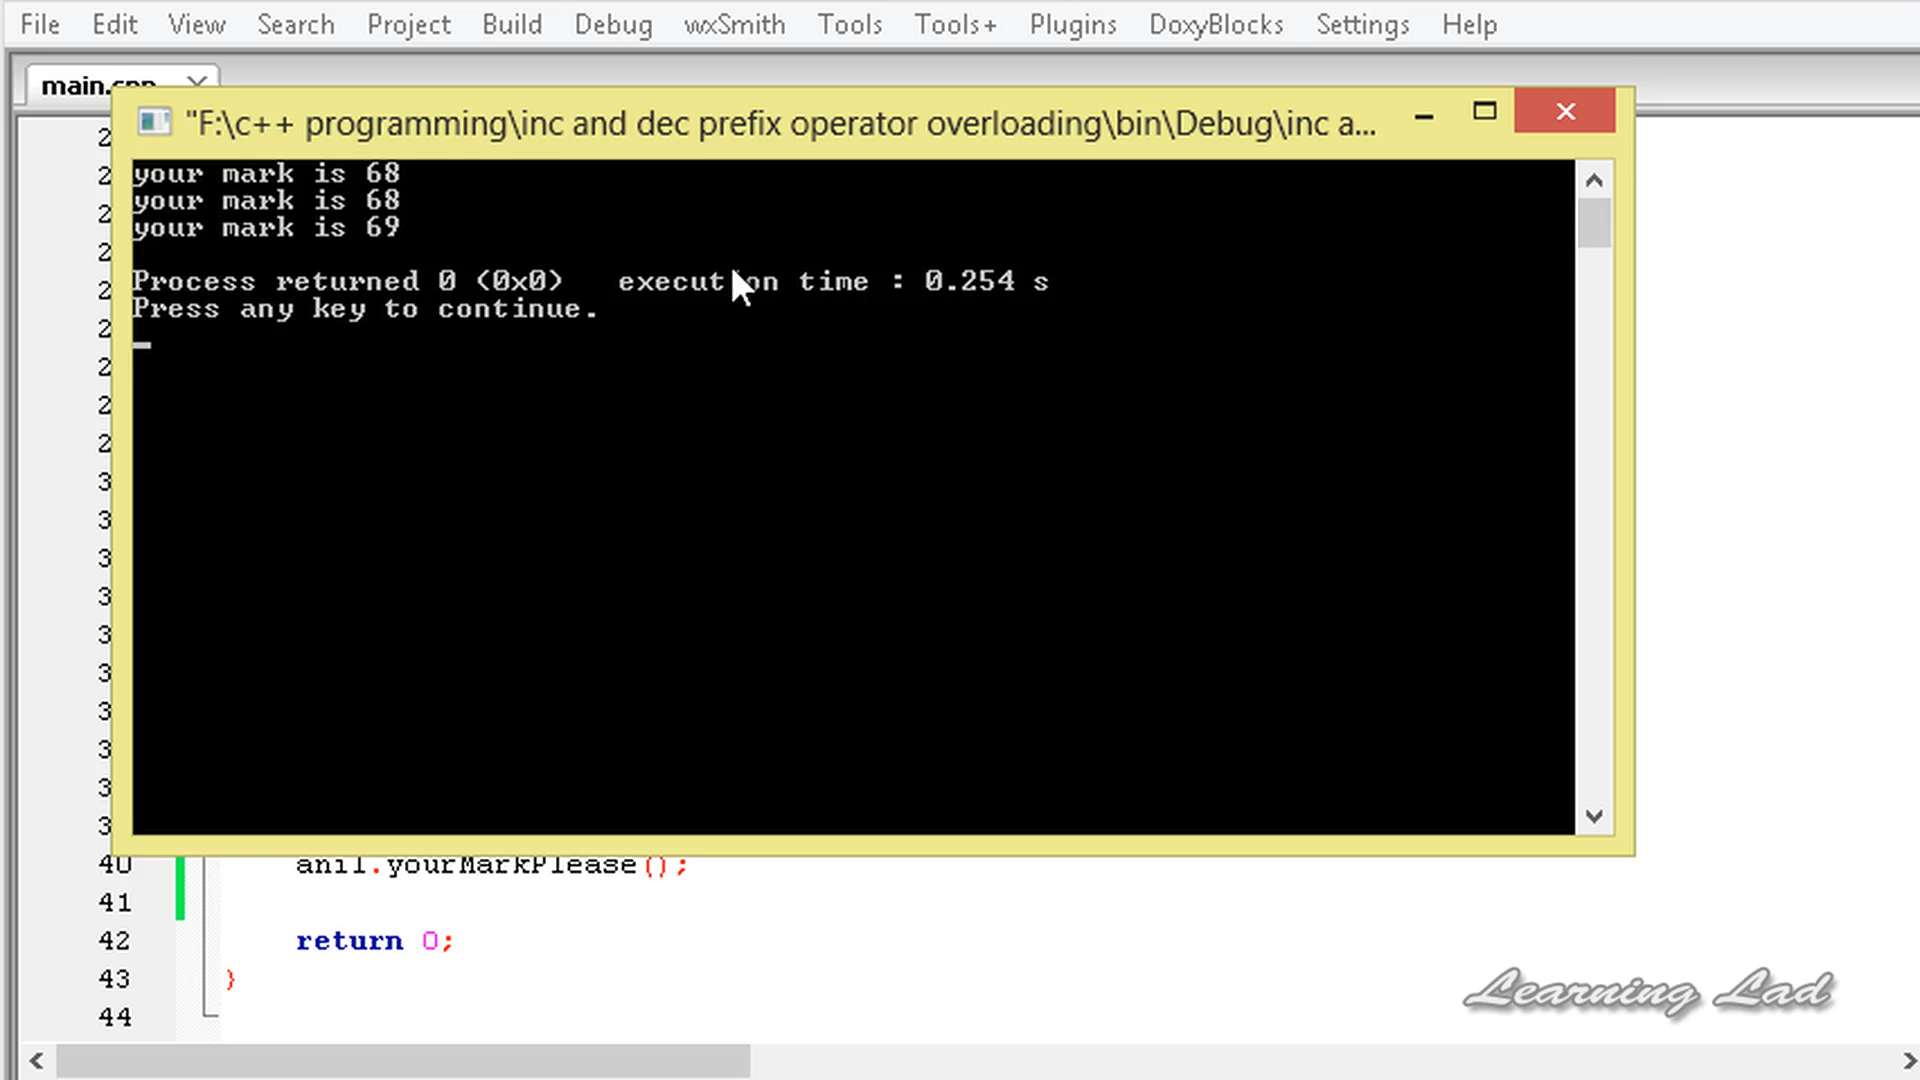 File Edit View Search Project Build Debug wxSmith Tools Tools+ Plugins DoxyBlocks Settings Help
main.cpp
"F:\c++ programming\inc and dec prefix operator overloading\bin\Debug\inc a...
your mark is 68
your mark is 68
your mark is 69
Process returned 0 (0x0) execution time : 0.254 s
Press any key to continue.
40 anil.yourMarkPlease();
41
42 return 0;
43 }
44
Learning Lad